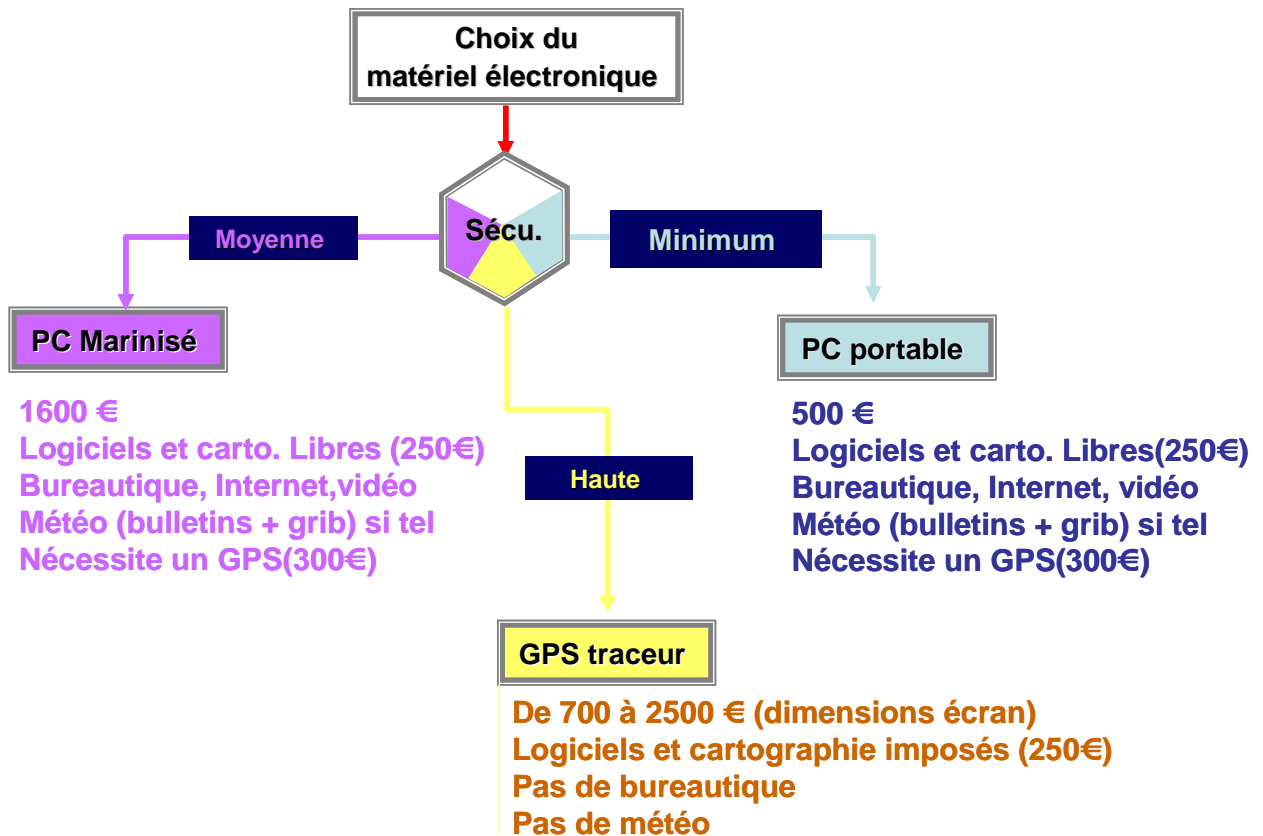 Choix du
matériel électronique
Sécu.
Moyenne
Minimum
PC Marinisé
PC portable
1600 €
Logiciels et carto. Libres (250€)
Bureautique, Internet,vidéo
Météo (bulletins + grib) si tel
Nécessite un GPS(300€)
500 €
Logiciels et carto. Libres(250€)
Bureautique, Internet, vidéo
Météo (bulletins + grib) si tel
Nécessite un GPS(300€)
Haute
GPS traceur
De 700 à 2500 € (dimensions écran)
Logiciels et cartographie imposés (250€)
Pas de bureautique
Pas de météo